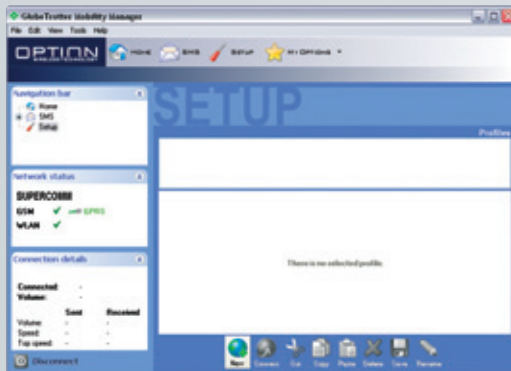 GlobeTrotter Mobility Manager
File Edit View Tools Help
OPTION
WIRELESS TECHNOLOGY
HOME SMS SETUP MY OPTIONS
Navigation bar
Home
SMS
Setup
SETUP
Profiles
Network status
SUPERCOMM
GSM GPRS
WLAN
There is no selected profile.
Connection details
Connected: -
Volume: -
Sent Received
Volume: - -
Speed: - -
Top speed: - -
Disconnect
New Connect Cut Copy Paste Delete Save Rename